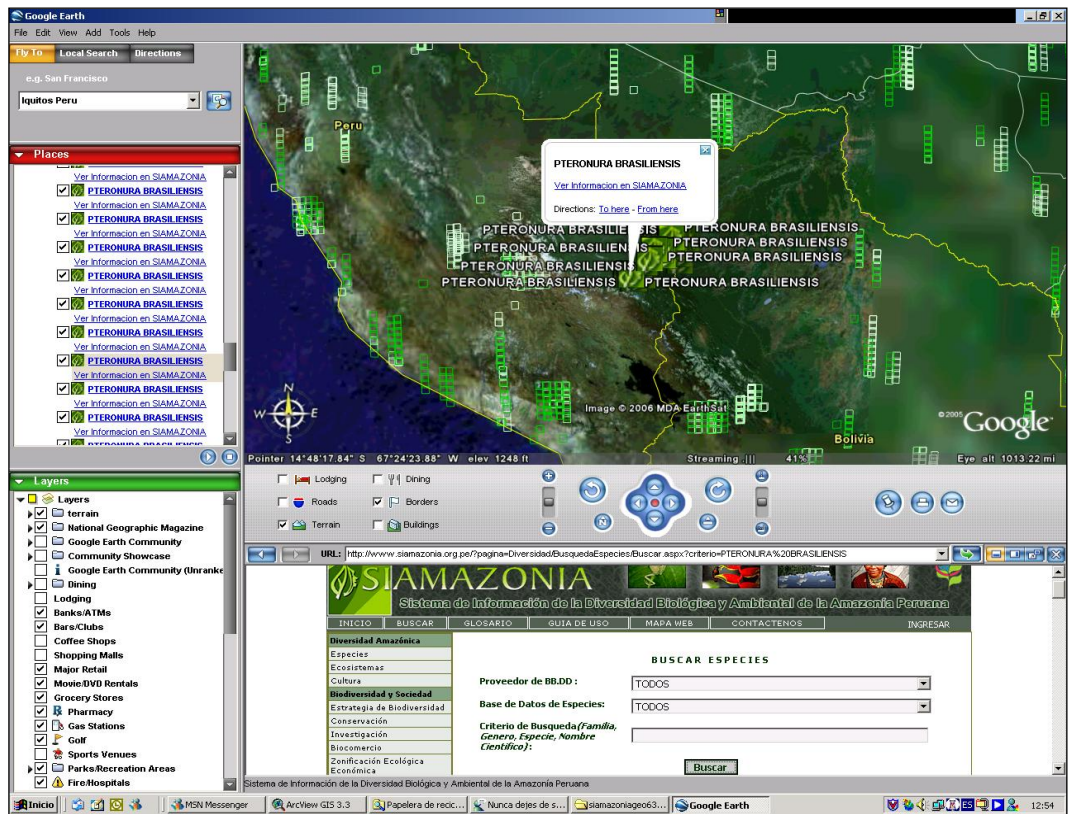 Google Earth
File Edit View Add Tools Help
Fly To Local Search Directions
e.g. San Francisco
Iquitos Peru
Places
Ver Informacion en SIAMAZONIA
PTERONURA BRASILIENSIS
Ver Informacion en SIAMAZONIA
PTERONURA BRASILIENSIS
Ver Informacion en SIAMAZONIA
PTERONURA BRASILIENSIS
Ver Informacion en SIAMAZONIA
PTERONURA BRASILIENSIS
Ver Informacion en SIAMAZONIA
PTERONURA BRASILIENSIS
Ver Informacion en SIAMAZONIA
PTERONURA BRASILIENSIS
Ver Informacion en SIAMAZONIA
PTERONURA BRASILIENSIS
Ver Informacion en SIAMAZONIA
PTERONURA BRASILIENSIS
Ver Informacion en SIAMAZONIA
PTERONURA BRASILIENSIS
Ver Informacion en SIAMAZONIA
PTERONURA BRASILIENSIS
Layers
Layers
terrain
National Geographic Magazine
Google Earth Community
Community Showcase
Google Earth Community (Unranke
Dining
Lodging
Banks/ATMs
Bars/Clubs
Coffee Shops
Shopping Malls
Major Retail
Movie/DVD Rentals
Grocery Stores
Pharmacy
Gas Stations
Golf
Sports Venues
Parks/Recreation Areas
Fire/Hospitals
Peru
PTERONURA BRASILIENSIS
Ver Informacion en SIAMAZONIA
Directions: To here - From here
PTERONURA BRASILIENSIS PTERONURA BRASILIENSIS
PTERONURA BRASILIENSIS PTERONURA BRASILIENSIS
PTERONURA BRASILIENSIS PTERONURA BRASILIENSIS
PTERONURA BRASILIENSIS PTERONURA BRASILIENSIS
N
W E
S
Image © 2006 MDA EarthSat
© 2005 Google
Bolivia
Pointer 14°48'17.84" S 67°24'23.88" W elev 1248 ft Streaming ||| 41% Eye alt 1013.22 mi
Lodging Dining
Roads Borders
Terrain Buildings
N
URL: http://www.siamazonia.org.pe/?pagina=Diversidad/BusquedaEspecies/Buscar.aspx?criterio=PTERONURA%20BRASILIENSIS
SIAMAZONIA
Sistema de Información de la Diversidad Biológica y Ambiental de la Amazonía Peruana
INICIO BUSCAR GLOSARIO GUIA DE USO MAPA WEB CONTACTENOS INGRESAR
Diversidad Amazónica
Especies
Ecosistemas
Cultura
Biodiversidad y Sociedad
Estrategia de Biodiversidad
Conservación
Investigación
Biocomercio
Zonificación Ecológica
Económica
BUSCAR ESPECIES
Proveedor de BB.DD : TODOS
Base de Datos de Especies: TODOS
Criterio de Busqueda(Familia,
Genero, Especie, Nombre
Cientifico) :
Buscar
Sistema de Información de la Diversidad Biológica y Ambiental de la Amazonía Peruana
Inicio MSN Messenger ArcView GIS 3.3 Papelera de recic... Nunca dejes de s... siamazoniageo63... Google Earth ES 12:54